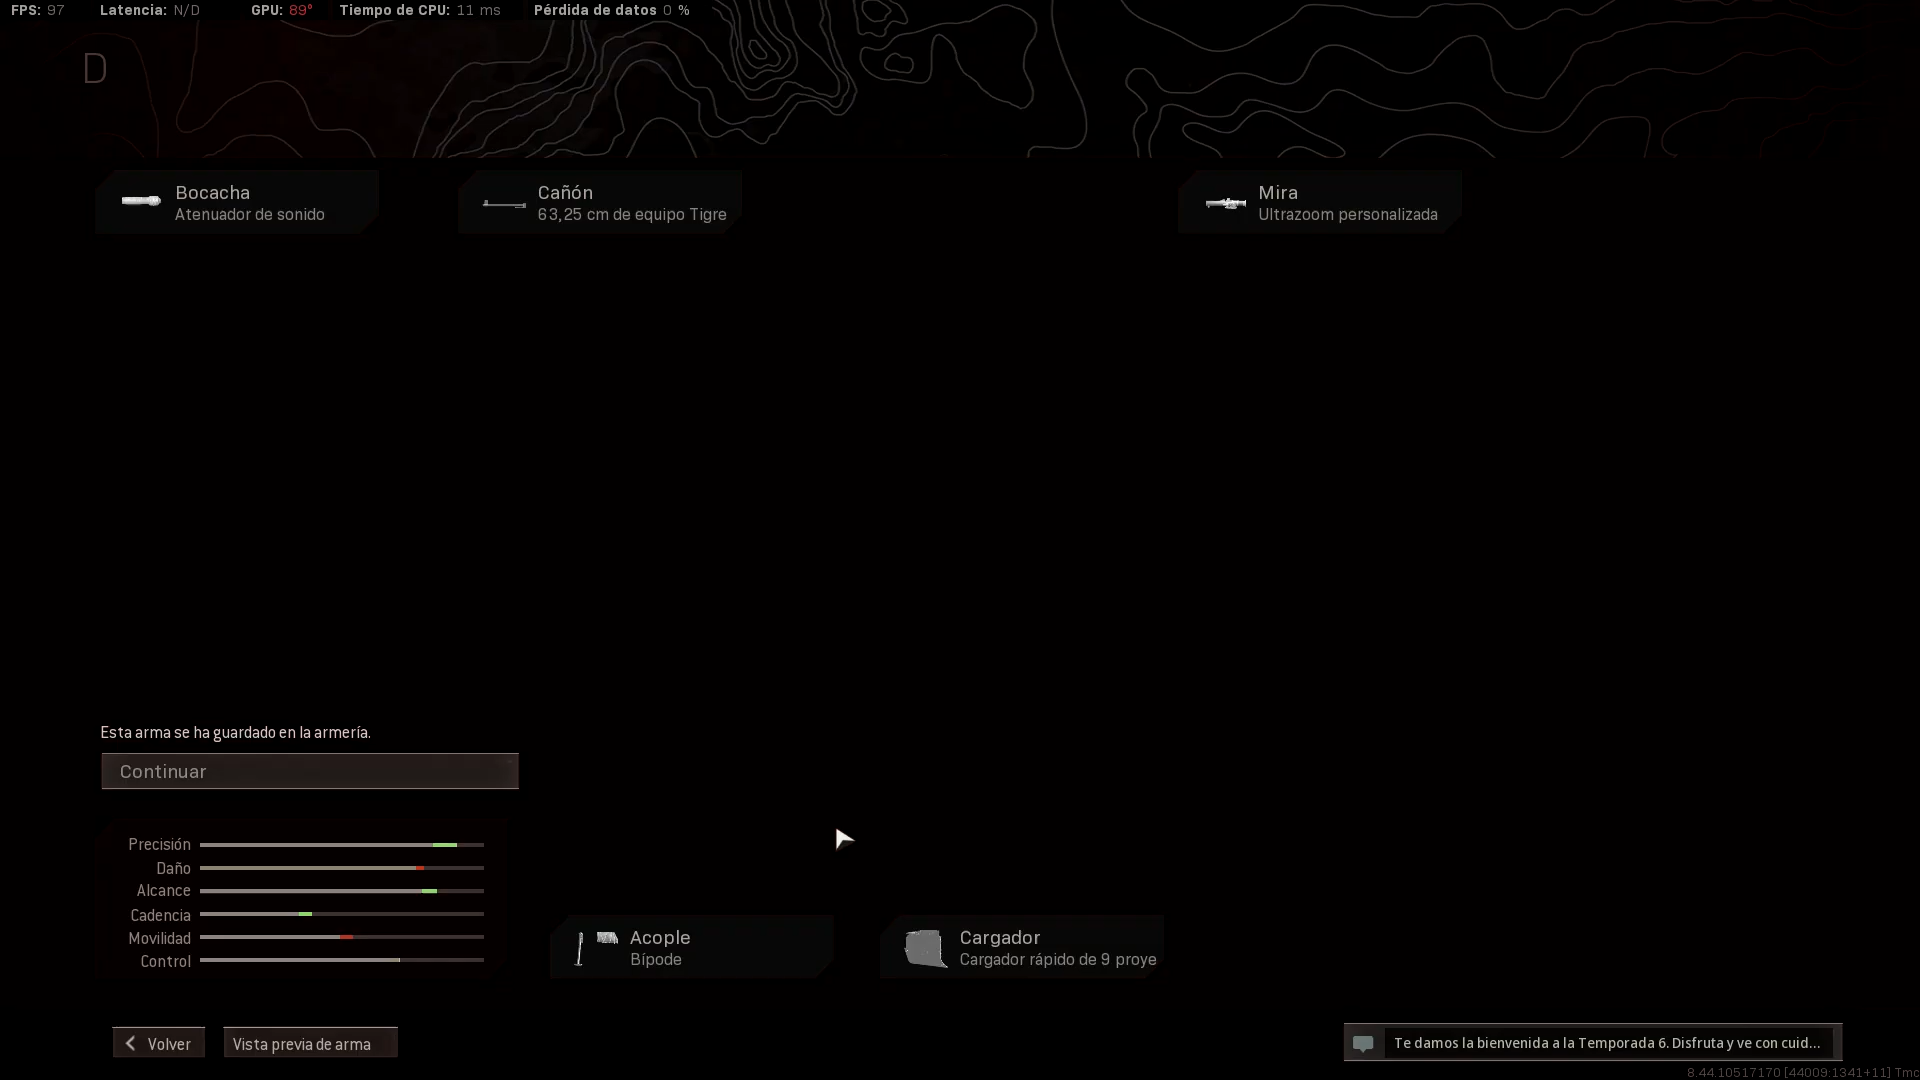 FPS: 97 Latencia: N/D GPU: 89° Tiempo de CPU: 11 ms Pérdida de datos 0 %
D
Bocacha
Atenuador de sonido
Cañón
63,25 cm de equipo Tigre
Mira
Ultrazoom personalizada
Esta arma se ha guardado en la armería.
Continuar
Precisión
Daño
Alcance
Cadencia
Movilidad
Control
Acople
Bípode
Cargador
Cargador rápido de 9 proye
Volver
Vista previa de arma
Te damos la bienvenida a la Temporada 6. Disfruta y ve con cuid...
8.44.10517170 [44009:1341+11] Tmc